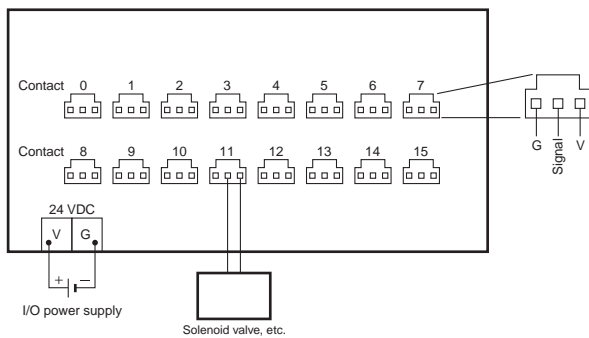 Contact 0 1 2 3 4 5 6 7
G Signal V
Contact 8 9 10 11 12 13 14 15
24 VDC
V G
+ −
I/O power supply
Solenoid valve, etc.